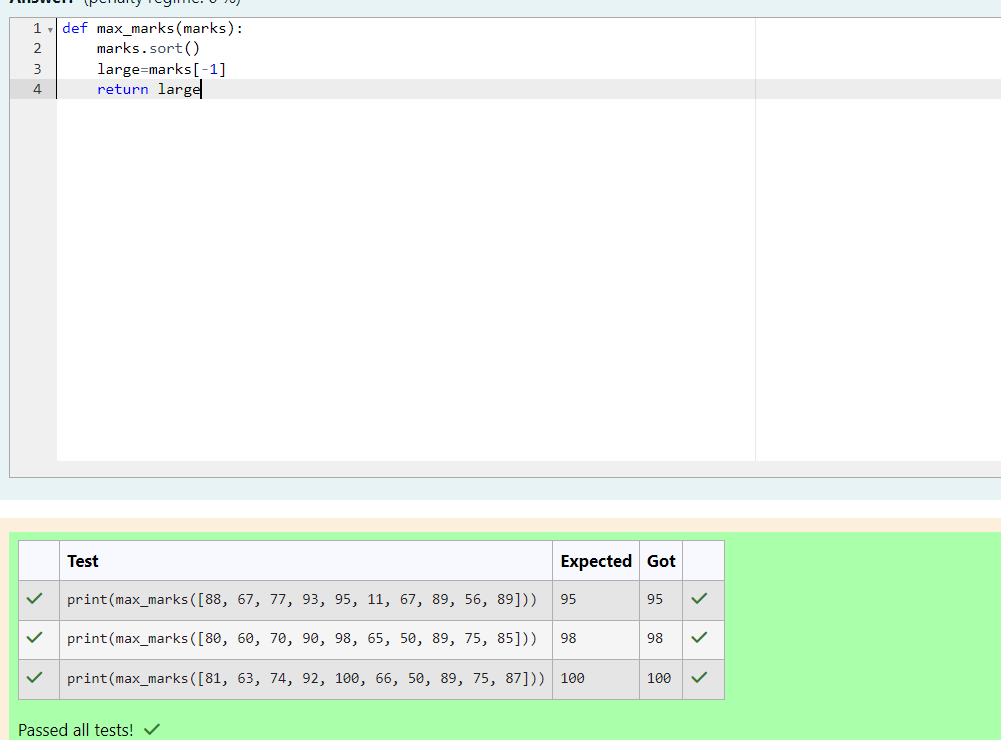 Answer: (penalty regime: 0 %)
1 def max_marks(marks):
2 marks.sort()
3 large=marks[-1]
4 return large
Test Expected Got
print(max_marks([88, 67, 77, 93, 95, 11, 67, 89, 56, 89])) 95 95
print(max_marks([80, 60, 70, 90, 98, 65, 50, 89, 75, 85])) 98 98
print(max_marks([81, 63, 74, 92, 100, 66, 50, 89, 75, 87])) 100 100
Passed all tests!